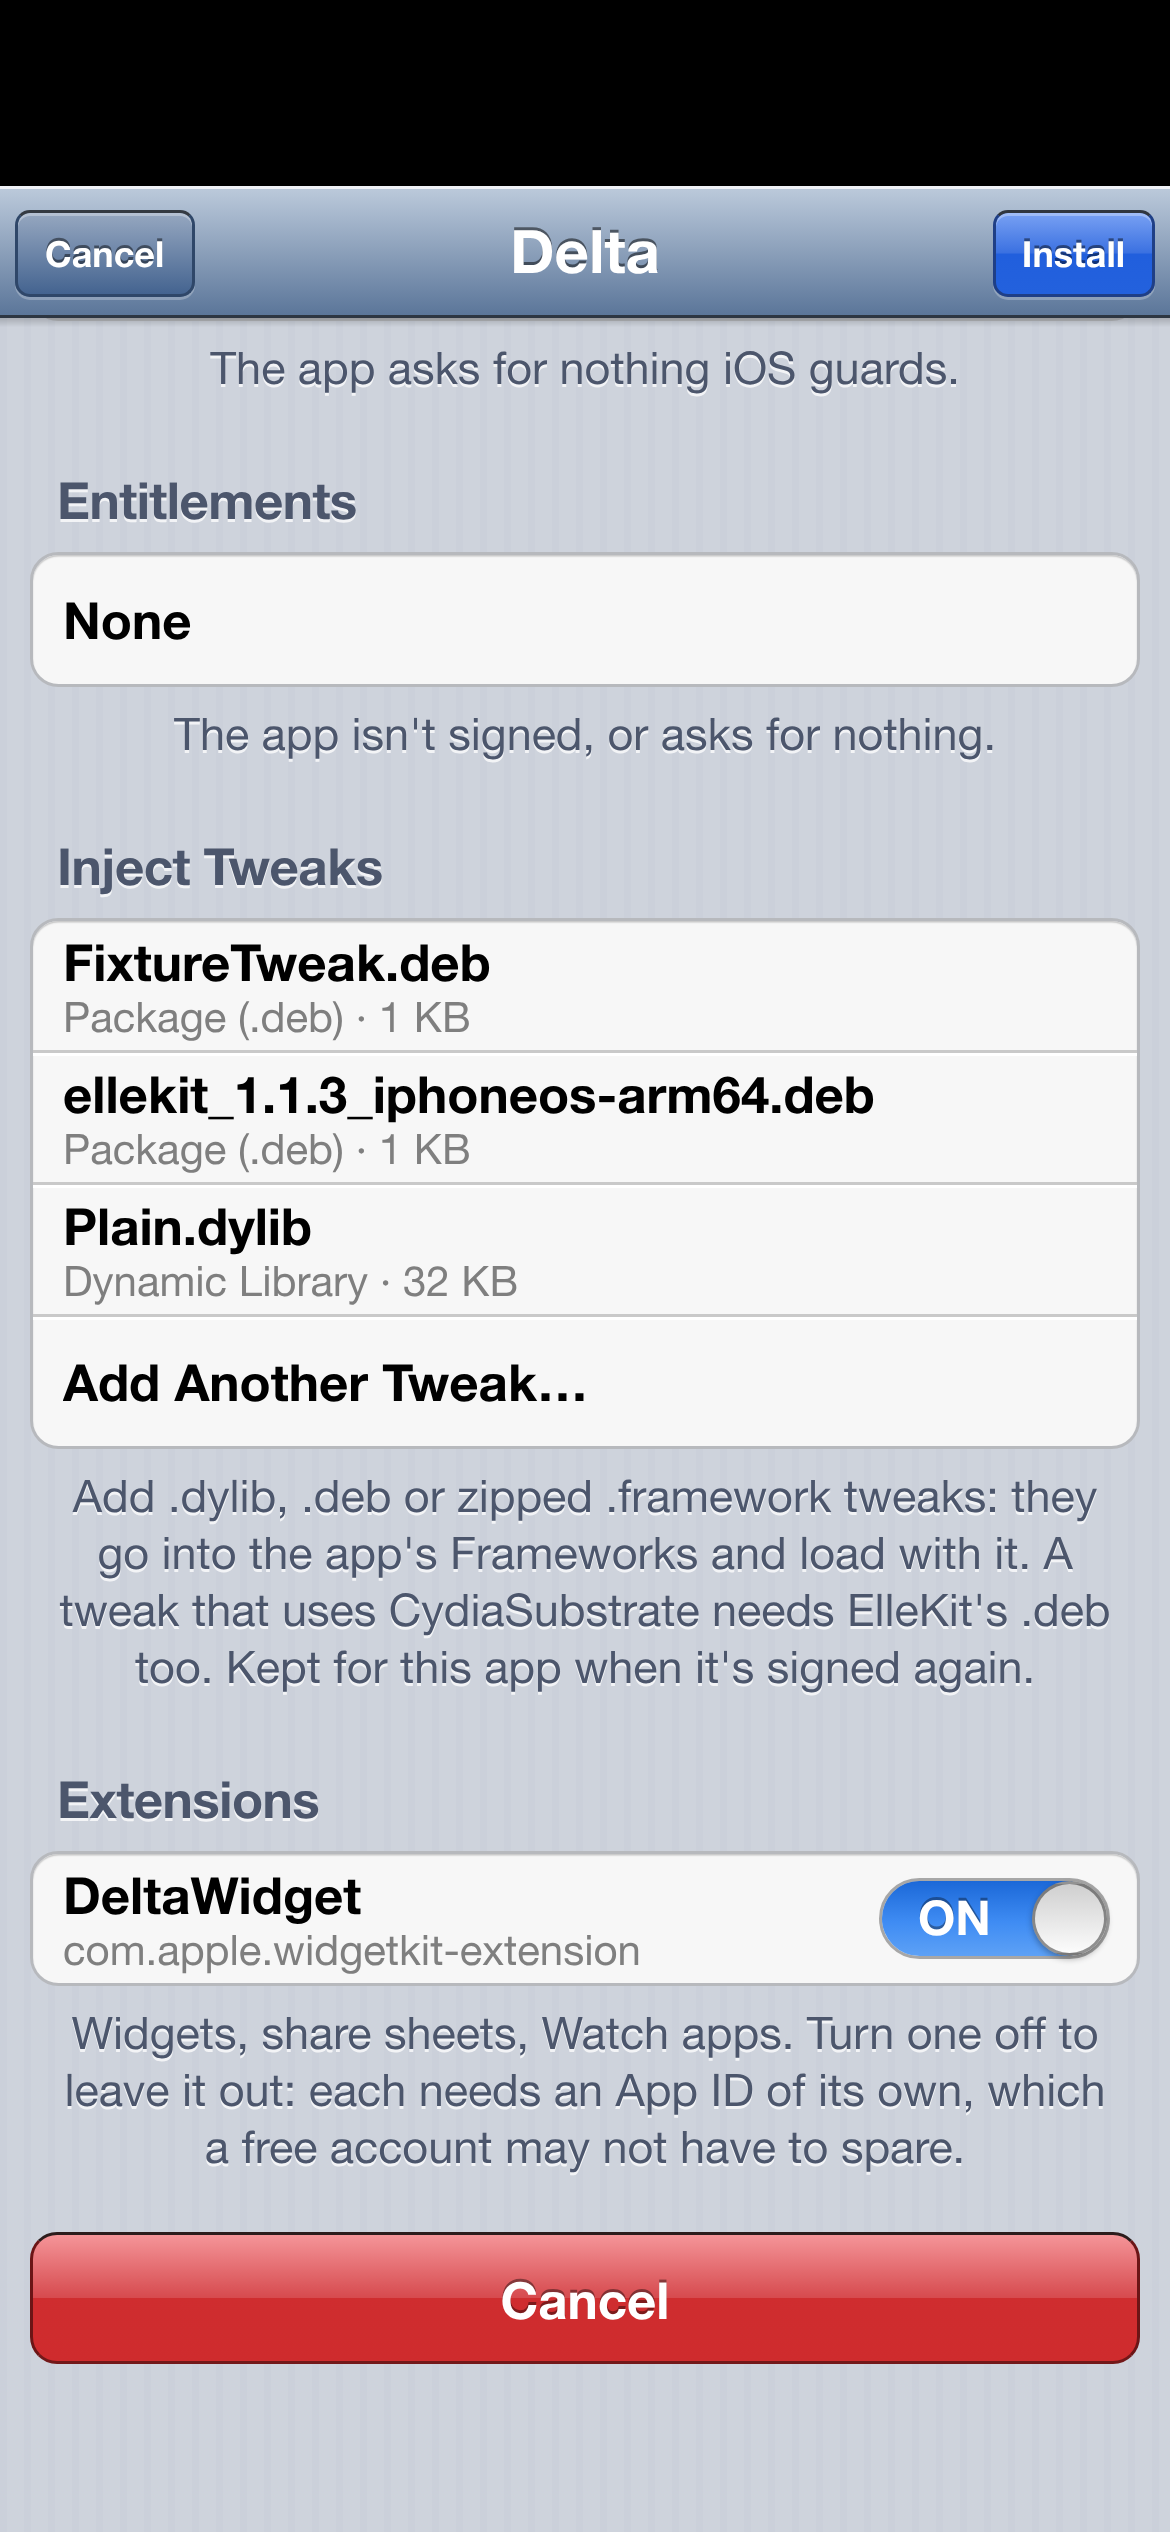 Cancel
Delta
Install
The app asks for nothing iOS guards.
Entitlements
None
The app isn't signed, or asks for nothing.
Inject Tweaks
FixtureTweak.deb
Package (.deb) · 1 KB
ellekit_1.1.3_iphoneos-arm64.deb
Package (.deb) · 1 KB
Plain.dylib
Dynamic Library · 32 KB
Add Another Tweak...
Add .dylib, .deb or zipped .framework tweaks: they
go into the app's Frameworks and load with it. A
tweak that uses CydiaSubstrate needs ElleKit's .deb
too. Kept for this app when it's signed again.
Extensions
DeltaWidget
com.apple.widgetkit-extension
ON
Widgets, share sheets, Watch apps. Turn one off to
leave it out: each needs an App ID of its own, which
a free account may not have to spare.
Cancel